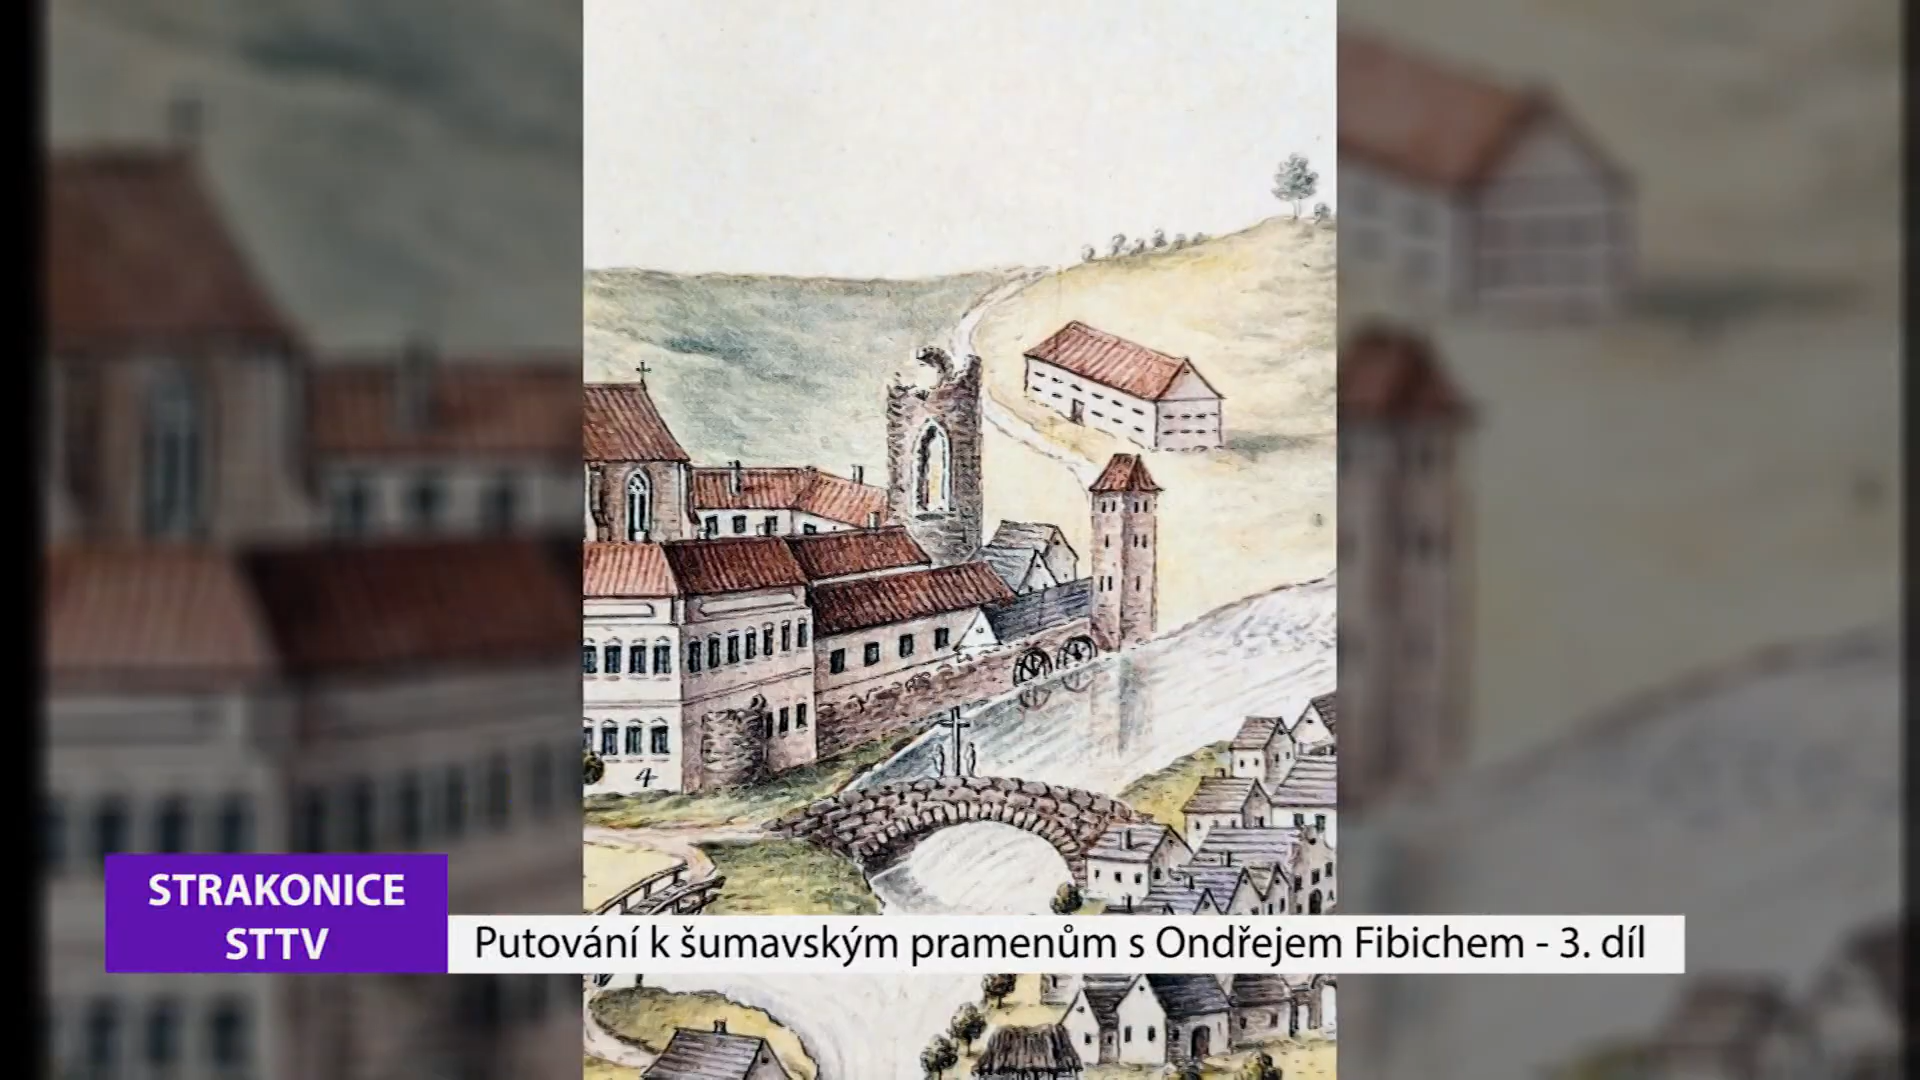 4
STRAKONICE
STTV
Putování k šumavským pramenům s Ondřejem Fibichem - 3. díl